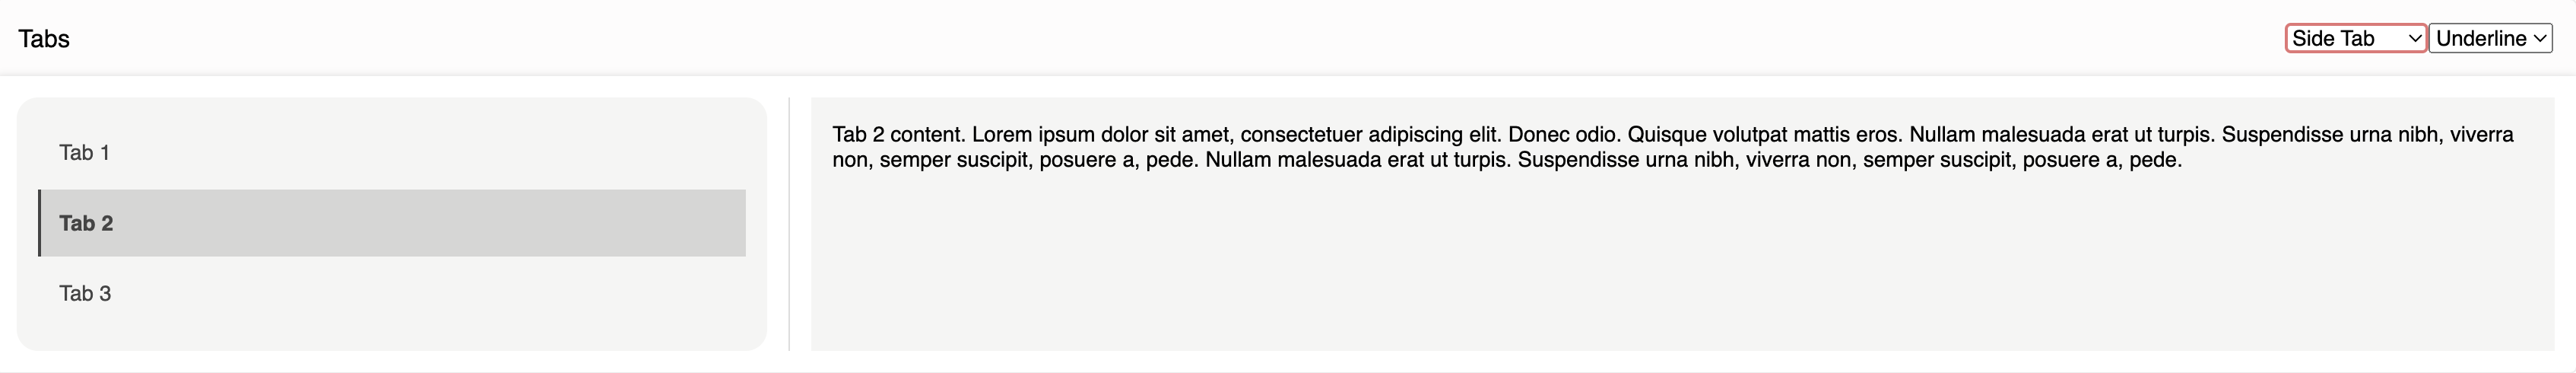 Tabs
Side Tab
Underline
Tab 1
Tab 2
Tab 3
Tab 2 content. Lorem ipsum dolor sit amet, consectetuer adipiscing elit. Donec odio. Quisque volutpat mattis eros. Nullam malesuada erat ut turpis. Suspendisse urna nibh, viverra
non, semper suscipit, posuere a, pede. Nullam malesuada erat ut turpis. Suspendisse urna nibh, viverra non, semper suscipit, posuere a, pede.